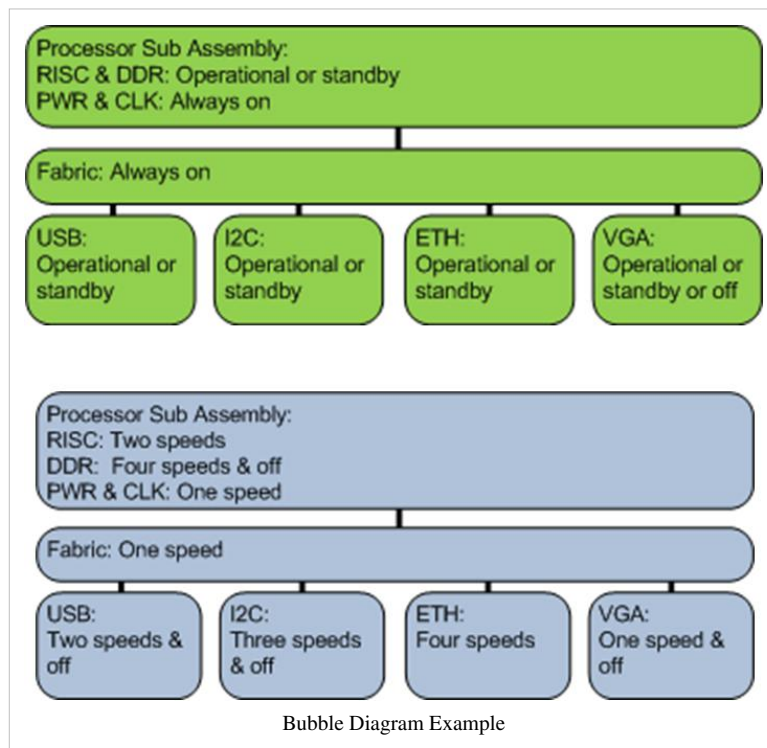 Processor Sub Assembly:
RISC & DDR: Operational or standby
PWR & CLK: Always on
Fabric: Always on
USB:
Operational or
standby
I2C:
Operational or
standby
ETH:
Operational or
standby
VGA:
Operational or
standby or off
Processor Sub Assembly:
RISC: Two speeds
DDR: Four speeds & off
PWR & CLK: One speed
Fabric: One speed
USB:
Two speeds &
off
I2C:
Three speeds
& off
ETH:
Four speeds
VGA:
One speed &
off
Bubble Diagram Example